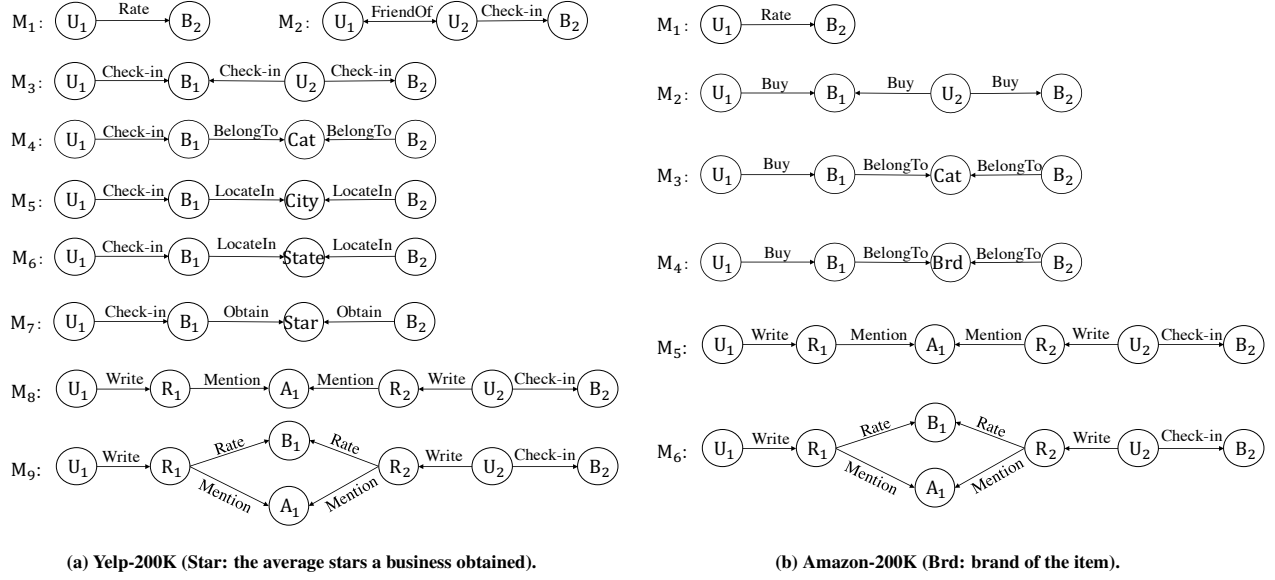 M1: U1 Rate B2
M2: U1 FriendOf U2 Check-in B2
M3: U1 Check-in B1 Check-in U2 Check-in B2
M4: U1 Check-in B1 BelongTo Cat BelongTo B2
M5: U1 Check-in B1 LocateIn City LocateIn B2
M6: U1 Check-in B1 LocateIn State LocateIn B2
M7: U1 Check-in B1 Obtain Star Obtain B2
M8: U1 Write R1 Mention A1 Mention R2 Write U2 Check-in B2
M9: U1 Write R1 Rate B1 Rate Mention A1 Mention R2 Write U2 Check-in B2
(a) Yelp-200K (Star: the average stars a business obtained).
M1: U1 Rate B2
M2: U1 Buy B1 Buy U2 Buy B2
M3: U1 Buy B1 BelongTo Cat BelongTo B2
M4: U1 Buy B1 BelongTo Brd BelongTo B2
M5: U1 Write R1 Mention A1 Mention R2 Write U2 Check-in B2
M6: U1 Write R1 Rate B1 Rate Mention A1 Mention R2 Write U2 Check-in B2
(b) Amazon-200K (Brd: brand of the item).